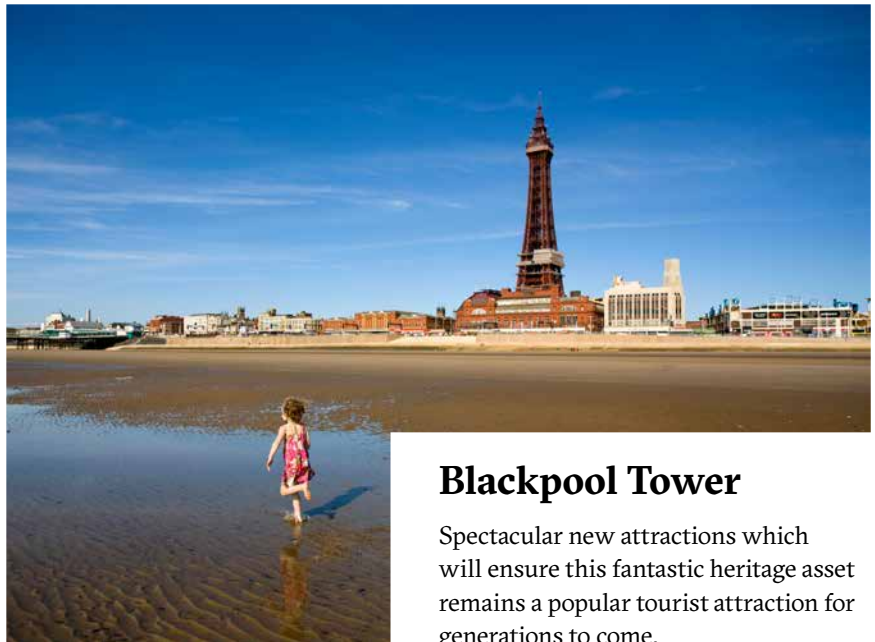 Blackpool Tower
Spectacular new attractions which
will ensure this fantastic heritage asset
remains a popular tourist attraction for
generations to come.